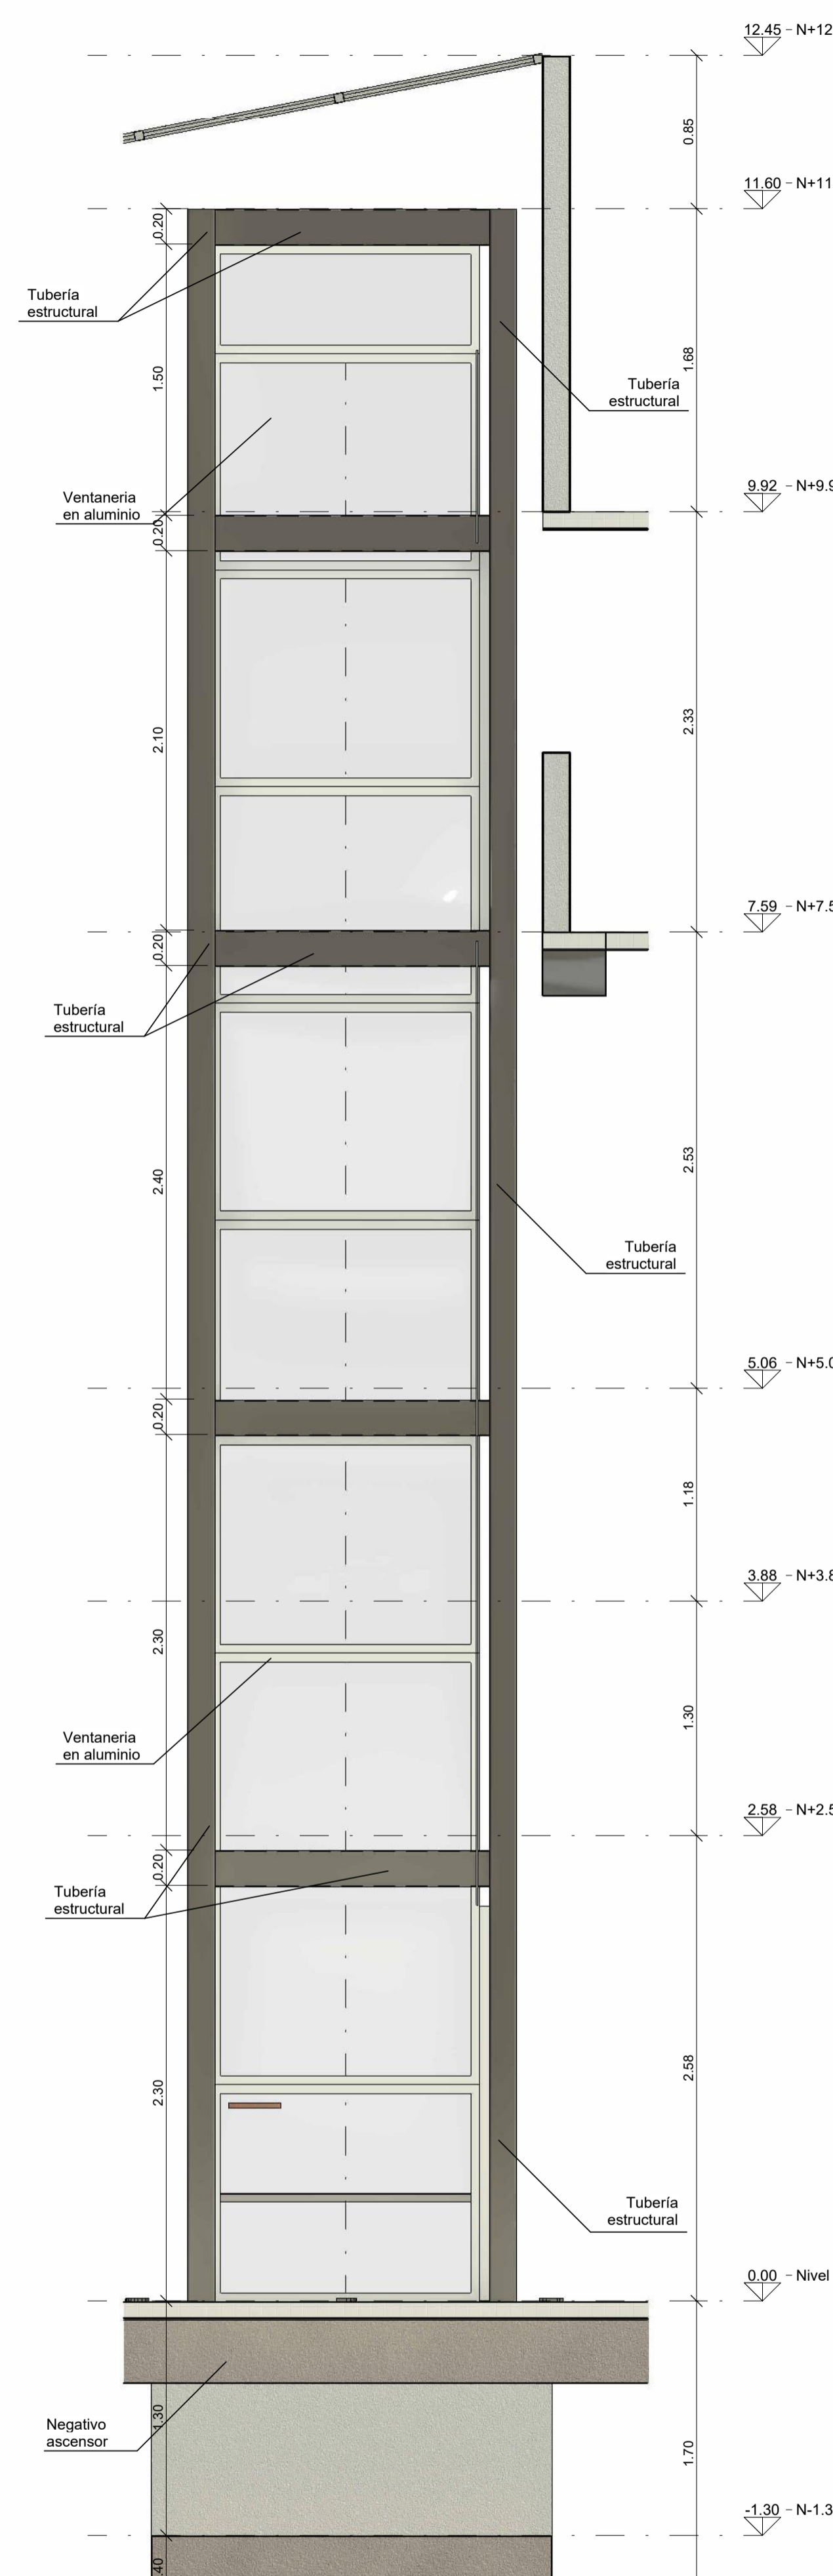 12.45 - N+12
0.85
11.60 - N+11
0.20
Tubería
estructural
1.50
1.68
Tubería
estructural
Ventaneria
en aluminio
9.92 - N+9.9
0.20
2.10
2.33
7.59 - N+7.5
0.20
Tubería
estructural
2.40
2.53
Tubería
estructural
5.06 - N+5.0
0.20
1.18
3.88 - N+3.8
2.30
1.30
Ventaneria
en aluminio
2.58 - N+2.5
0.20
Tubería
estructural
2.30
2.58
Tubería
estructural
0.00 - Nivel
1.30
Negativo
ascensor
1.70
-1.30 - N-1.3
.40